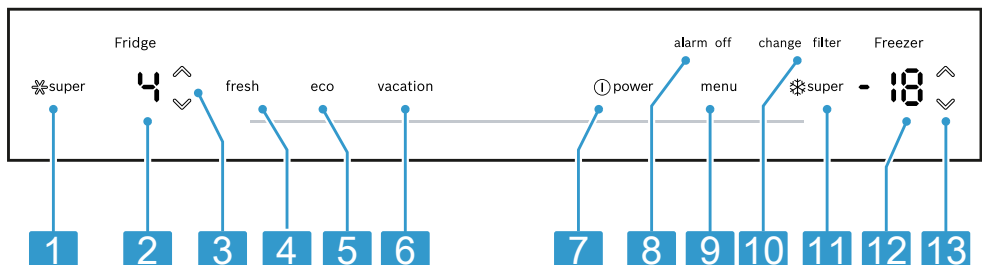 Fridge alarm off change filter Freezer
super 4 fresh eco vacation power menu super -18
1 2 3 4 5 6 7 8 9 10 11 12 13